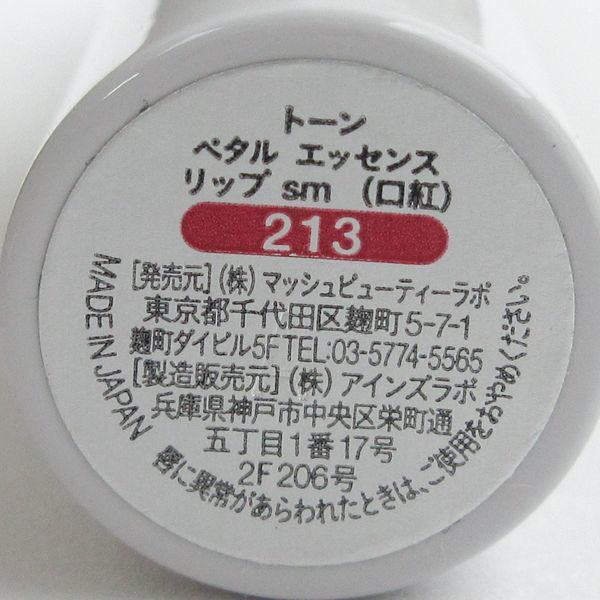 トーン
ペタル エッセンス
リップ sm (口紅)
213
[発売元] (株) マッシュビューティーラボ
東京都千代田区麹町5-7-1
麹町ダイビル5F TEL:03-5774-5565
[製造販売元] (株) アインズラボ
兵庫県神戸市中央区栄町通
五丁目1番17号
2F 206号
MADE IN JAPAN
唇に異常があらわれたときは、ご使用をおやめください。